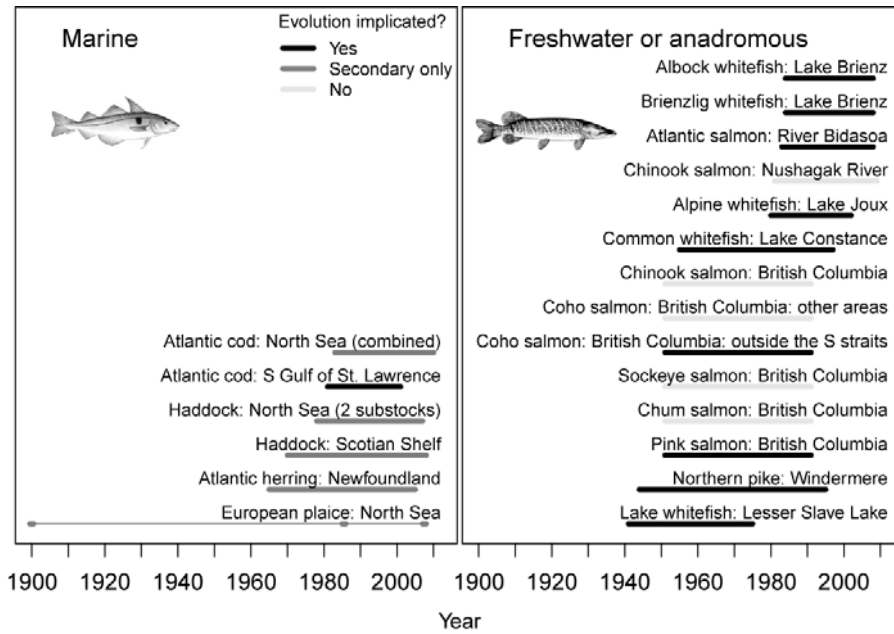 Marine
Evolution implicated?
Yes
Secondary only
No
Atlantic cod: North Sea (combined)
Atlantic cod: S Gulf of St. Lawrence
Haddock: North Sea (2 substocks)
Haddock: Scotian Shelf
Atlantic herring: Newfoundland
European plaice: North Sea
1900 1920 1940 1960 1980 2000
Freshwater or anadromous
Albock whitefish: Lake Brienz
Brienzlig whitefish: Lake Brienz
Atlantic salmon: River Bidasoa
Chinook salmon: Nushagak River
Alpine whitefish: Lake Joux
Common whitefish: Lake Constance
Chinook salmon: British Columbia
Coho salmon: British Columbia: other areas
Coho salmon: British Columbia: outside the S straits
Sockeye salmon: British Columbia
Chum salmon: British Columbia
Pink salmon: British Columbia
Northern pike: Windermere
Lake whitefish: Lesser Slave Lake
1900 1920 1940 1960 1980 2000
Year